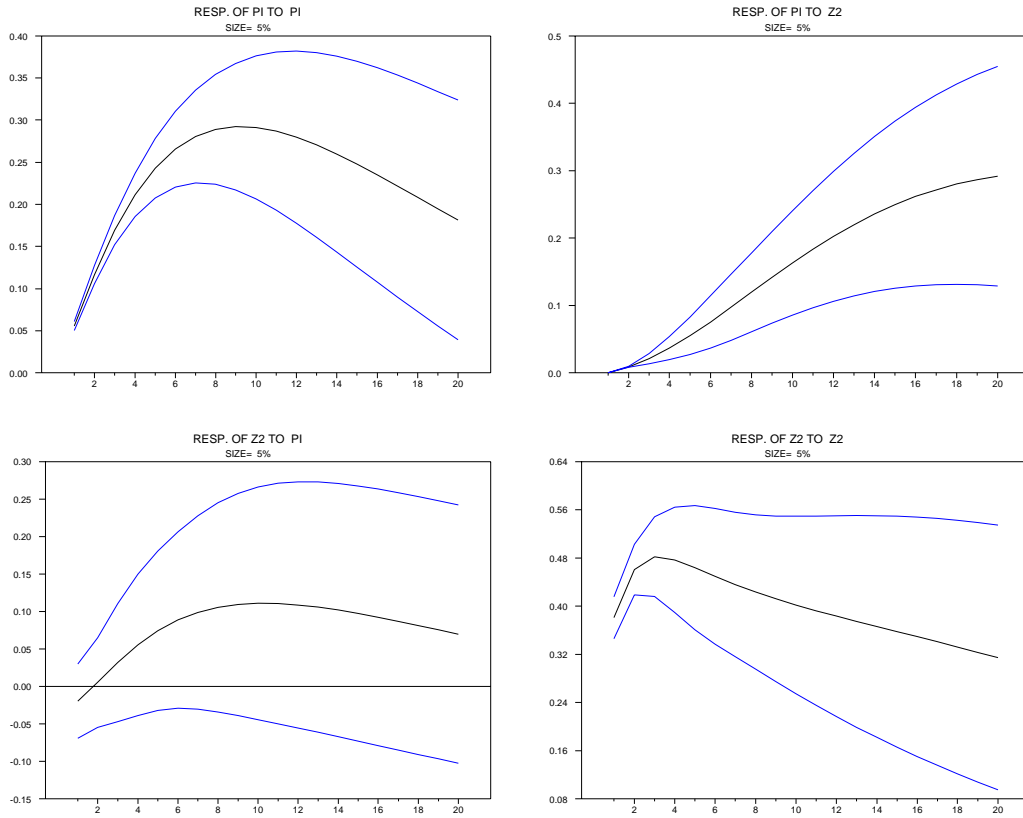 RESP. OF PI TO PI
SIZE= 5%
0.40
0.35
0.30
0.25
0.20
0.15
0.10
0.05
0.00
2 4 6 8 10 12 14 16 18 20
RESP. OF PI TO Z2
SIZE= 5%
0.5
0.4
0.3
0.2
0.1
0.0
2 4 6 8 10 12 14 16 18 20
RESP. OF Z2 TO PI
SIZE= 5%
0.30
0.25
0.20
0.15
0.10
0.05
0.00
-0.05
-0.10
-0.15
2 4 6 8 10 12 14 16 18 20
RESP. OF Z2 TO Z2
SIZE= 5%
0.64
0.56
0.48
0.40
0.32
0.24
0.16
0.08
2 4 6 8 10 12 14 16 18 20